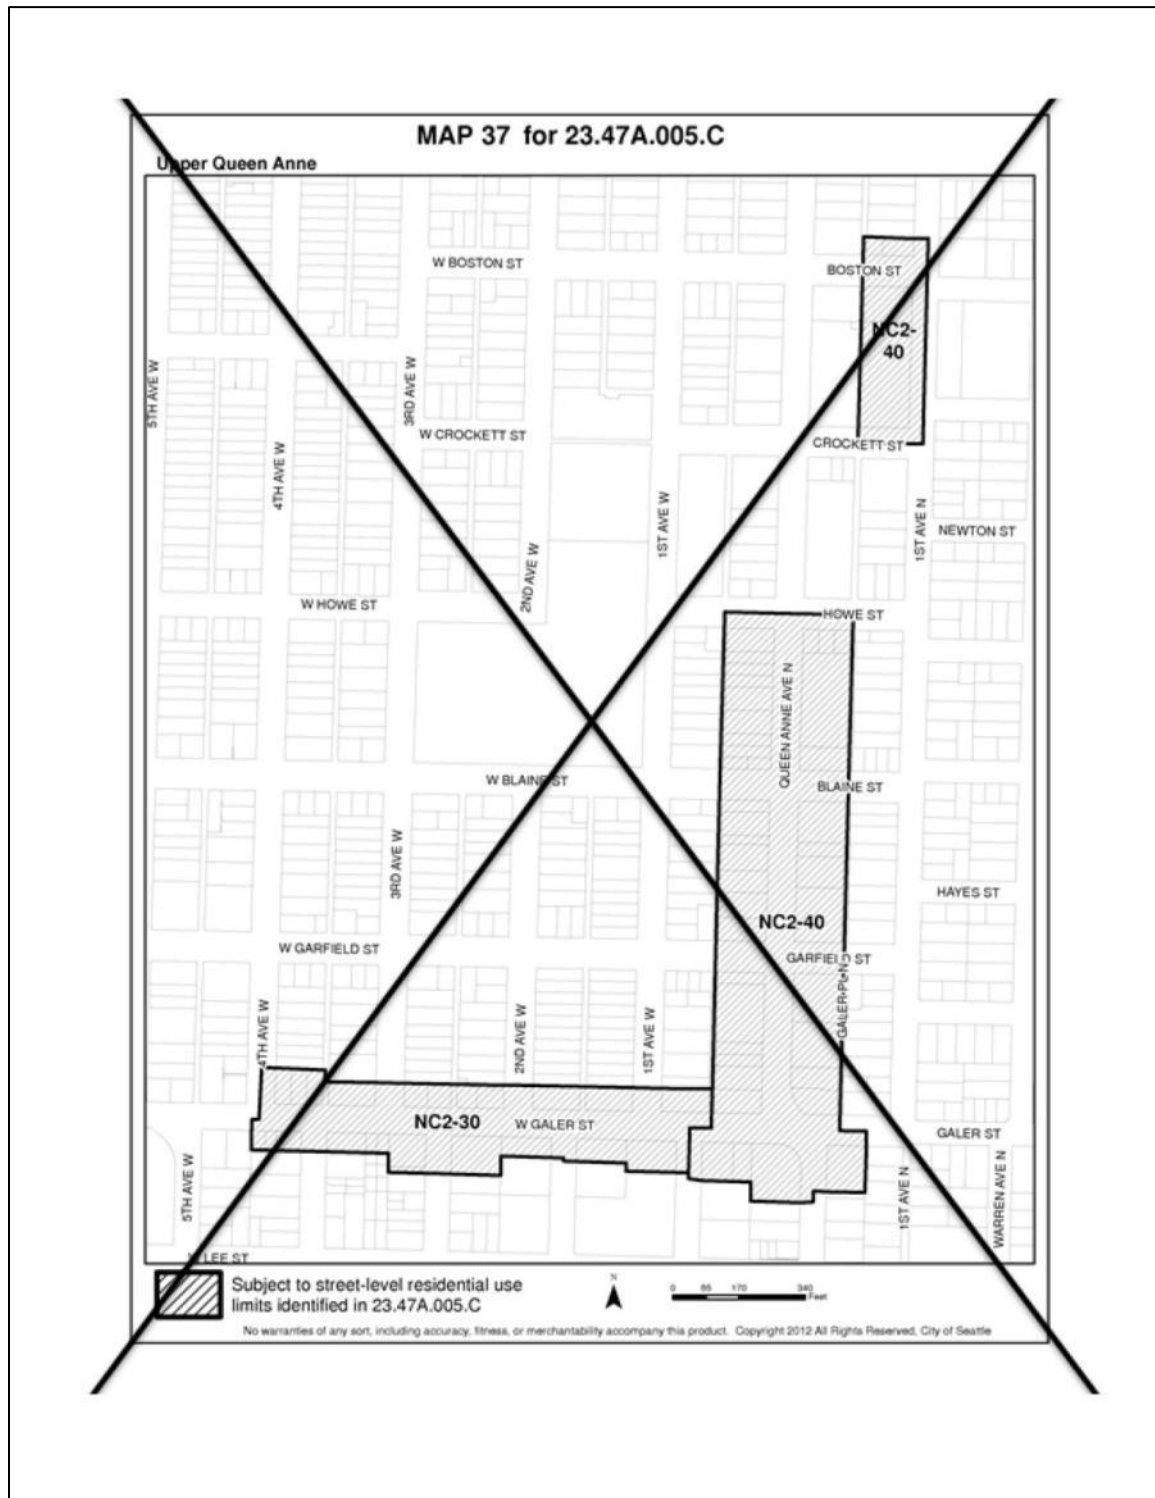 MAP 37 for 23.47A.005.C
Upper Queen Anne
W BOSTON ST
BOSTON ST
NC2-
40
5TH AVE W
3RD AVE W
W CROCKETT ST
CROCKETT ST
4TH AVE W
1ST AVE W
1ST AVE N
NEWTON ST
2ND AVE W
W HOWE ST
HOWE ST
QUEEN ANNE AVE N
W BLAINE ST
BLAINE ST
3RD AVE W
HAYES ST
NC2-40
W GARFIELD ST
GARFIELD ST
GALER PL N
4TH AVE W
2ND AVE W
1ST AVE W
NC2-30
W GALER ST
GALER ST
5TH AVE W
1ST AVE N
WARREN AVE N
W LEE ST
Subject to street-level residential use
limits identified in 23.47A.005.C
N
0 85 170 340
Feet
No warranties of any sort, including accuracy, fitness, or merchantability accompany this product. Copyright 2012 All Rights Reserved, City of Seattle